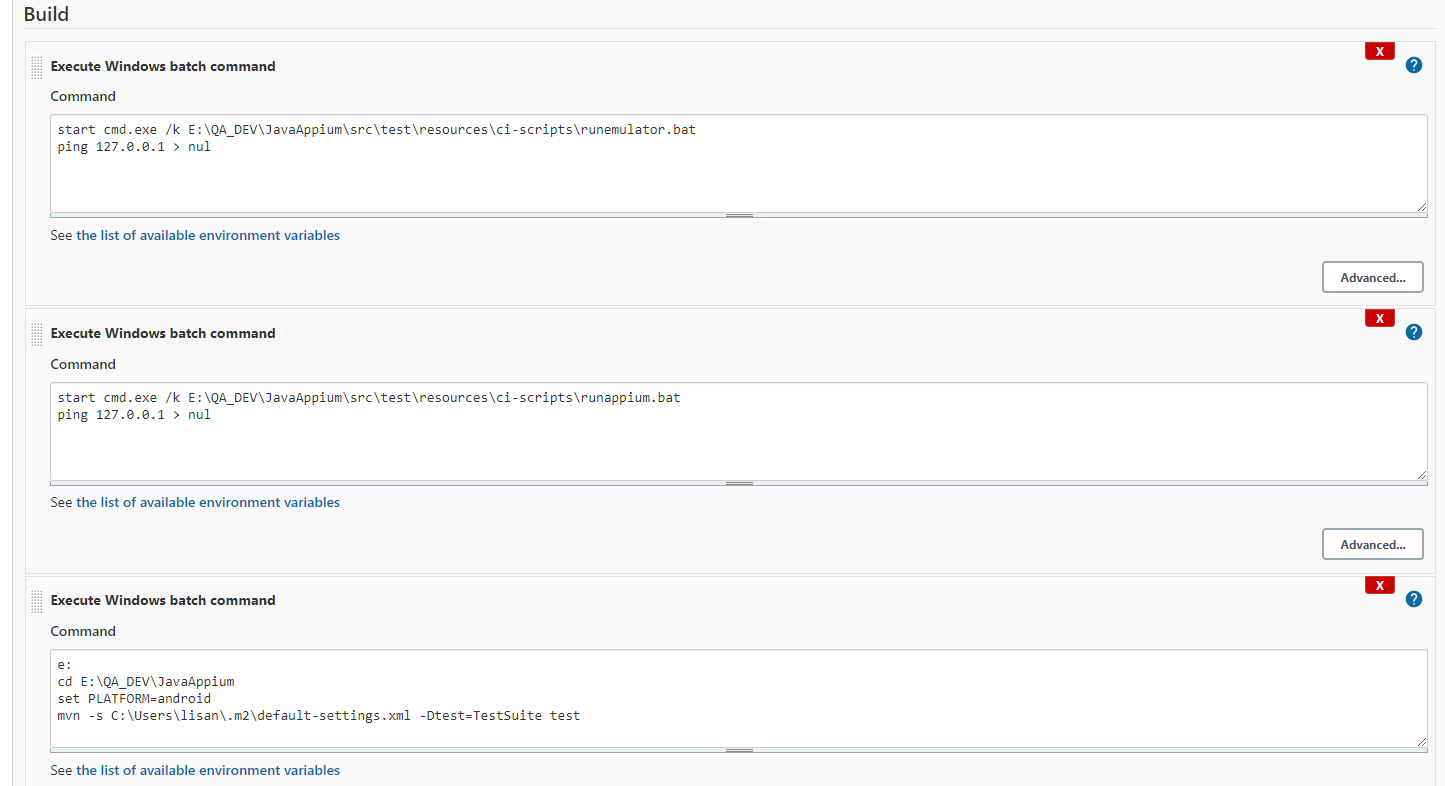 Build
Execute Windows batch command
X
?
Command
start cmd.exe /k E:\QA_DEV\JavaAppium\src\test\resources\ci-scripts\runemulator.bat
ping 127.0.0.1 > nul
See the list of available environment variables
Advanced...
Execute Windows batch command
X
?
Command
start cmd.exe /k E:\QA_DEV\JavaAppium\src\test\resources\ci-scripts\runappium.bat
ping 127.0.0.1 > nul
See the list of available environment variables
Advanced...
Execute Windows batch command
X
?
Command
e:
cd E:\QA_DEV\JavaAppium
set PLATFORM=android
mvn -s C:\Users\lisan\.m2\default-settings.xml -Dtest=TestSuite test
See the list of available environment variables